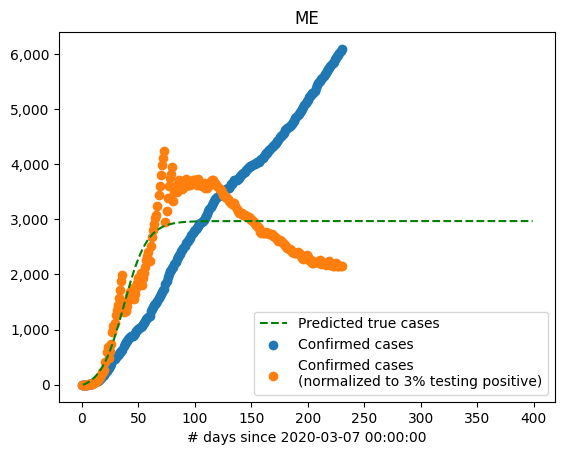 ME
6,000
5,000
4,000
3,000
2,000
1,000
0
0 50 100 150 200 250 300 350 400
# days since 2020-03-07 00:00:00
Predicted true cases
Confirmed cases
Confirmed cases
(normalized to 3% testing positive)